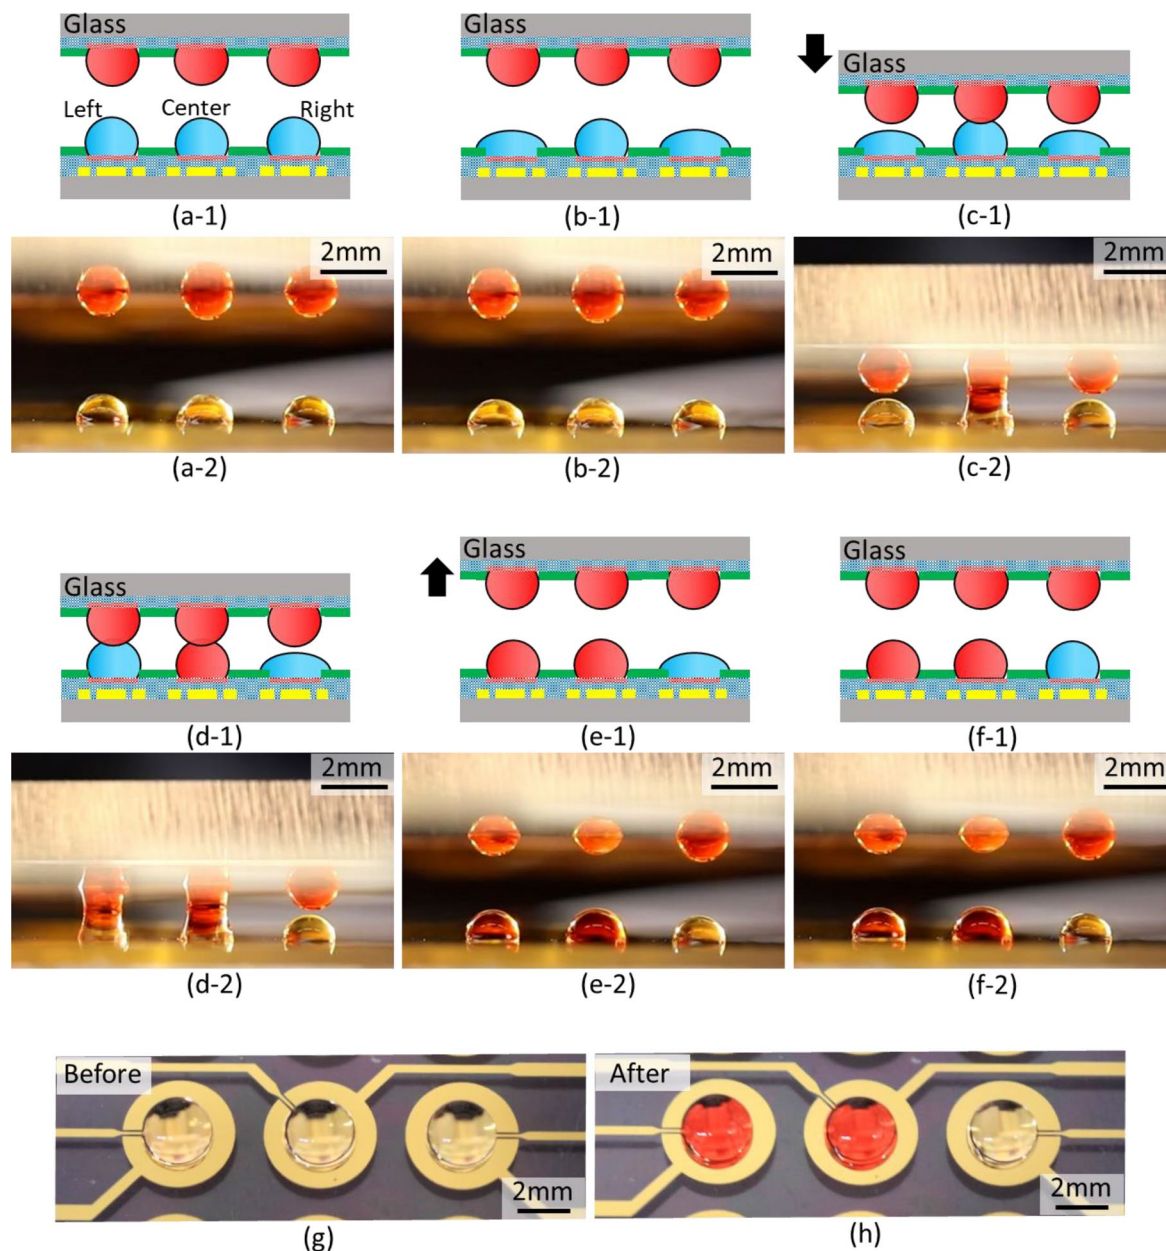 Glass
Left Center Right
(a-1)
(b-1)
Glass
Glass
(c-1)
2mm
(a-2)
2mm
(b-2)
2mm
(c-2)
Glass
(d-1)
Glass
(e-1)
Glass
(f-1)
2mm
(d-2)
2mm
(e-2)
2mm
(f-2)
Before
2mm
(g)
After
2mm
(h)